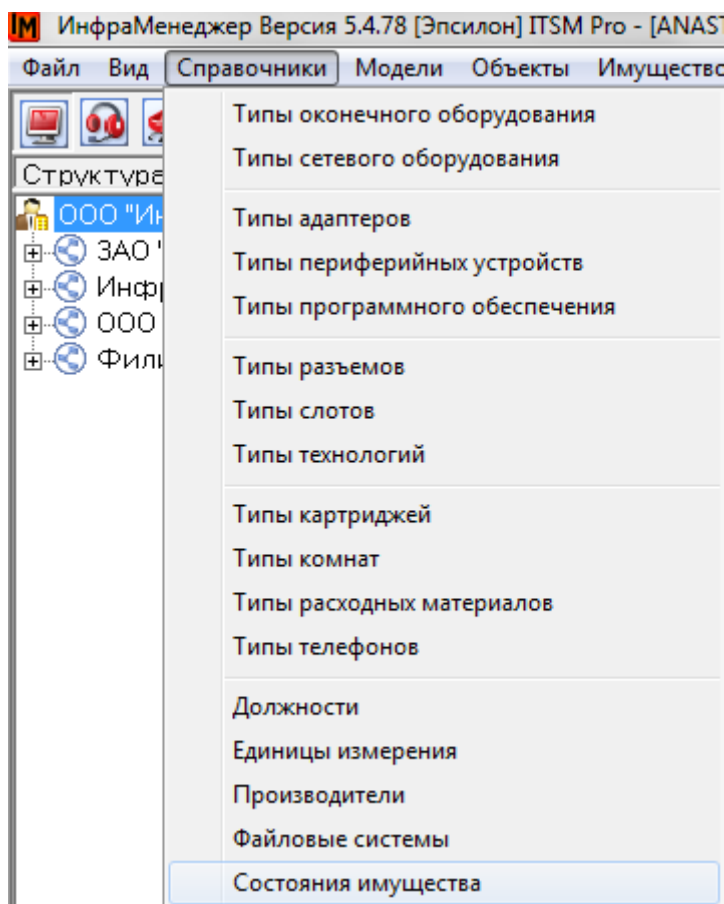 IM ИнфраМенеджер Версия 5.4.78 [Эпсилон] ITSM Pro - [ANAST
Файл Вид Справочники Модели Объекты Имущество
Структура
ООО "Ин
ЗАО "
Инфр
ООО
Фили
Типы оконечного оборудования
Типы сетевого оборудования
Типы адаптеров
Типы периферийных устройств
Типы программного обеспечения
Типы разъемов
Типы слотов
Типы технологий
Типы картриджей
Типы комнат
Типы расходных материалов
Типы телефонов
Должности
Единицы измерения
Производители
Файловые системы
Состояния имущества